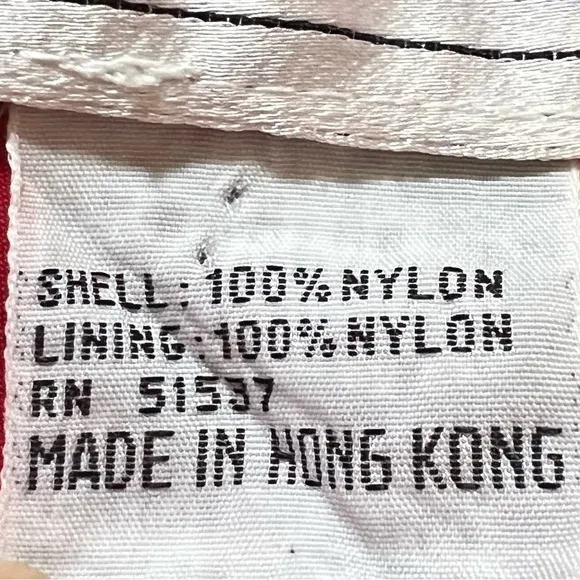 SHELL: 100% NYLON
LINING: 100% NYLON
RN 51537
MADE IN HONG KONG